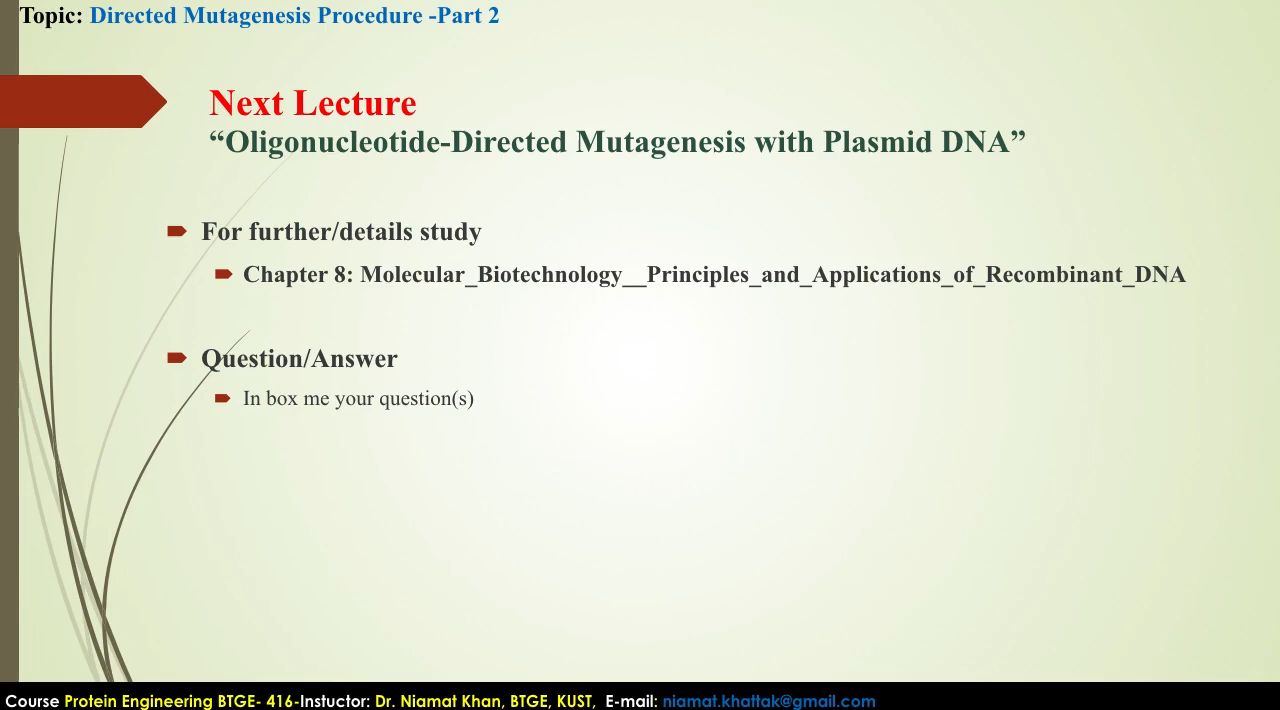 Topic: Directed Mutagenesis Procedure -Part 2
Next Lecture
“Oligonucleotide-Directed Mutagenesis with Plasmid DNA”
For further/details study
Chapter 8: Molecular_Biotechnology__Principles_and_Applications_of_Recombinant_DNA
Question/Answer
In box me your question(s)
Course Protein Engineering BTGE- 416-Instuctor: Dr. Niamat Khan, BTGE, KUST, E-mail: niamat.khattak@gmail.com